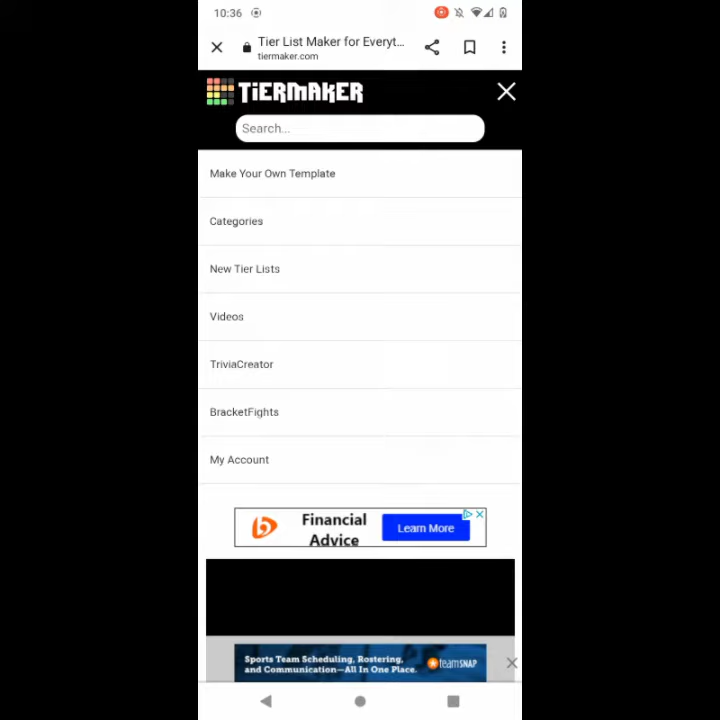 10:36
Tier List Maker for Everyt...
tiermaker.com
TiERMAKER
Search...
Make Your Own Template
Categories
New Tier Lists
Videos
TriviaCreator
BracketFights
My Account
Financial
Advice
Learn More
Sports Team Scheduling, Rostering,
and Communication—All In One Place.
teamSNAP